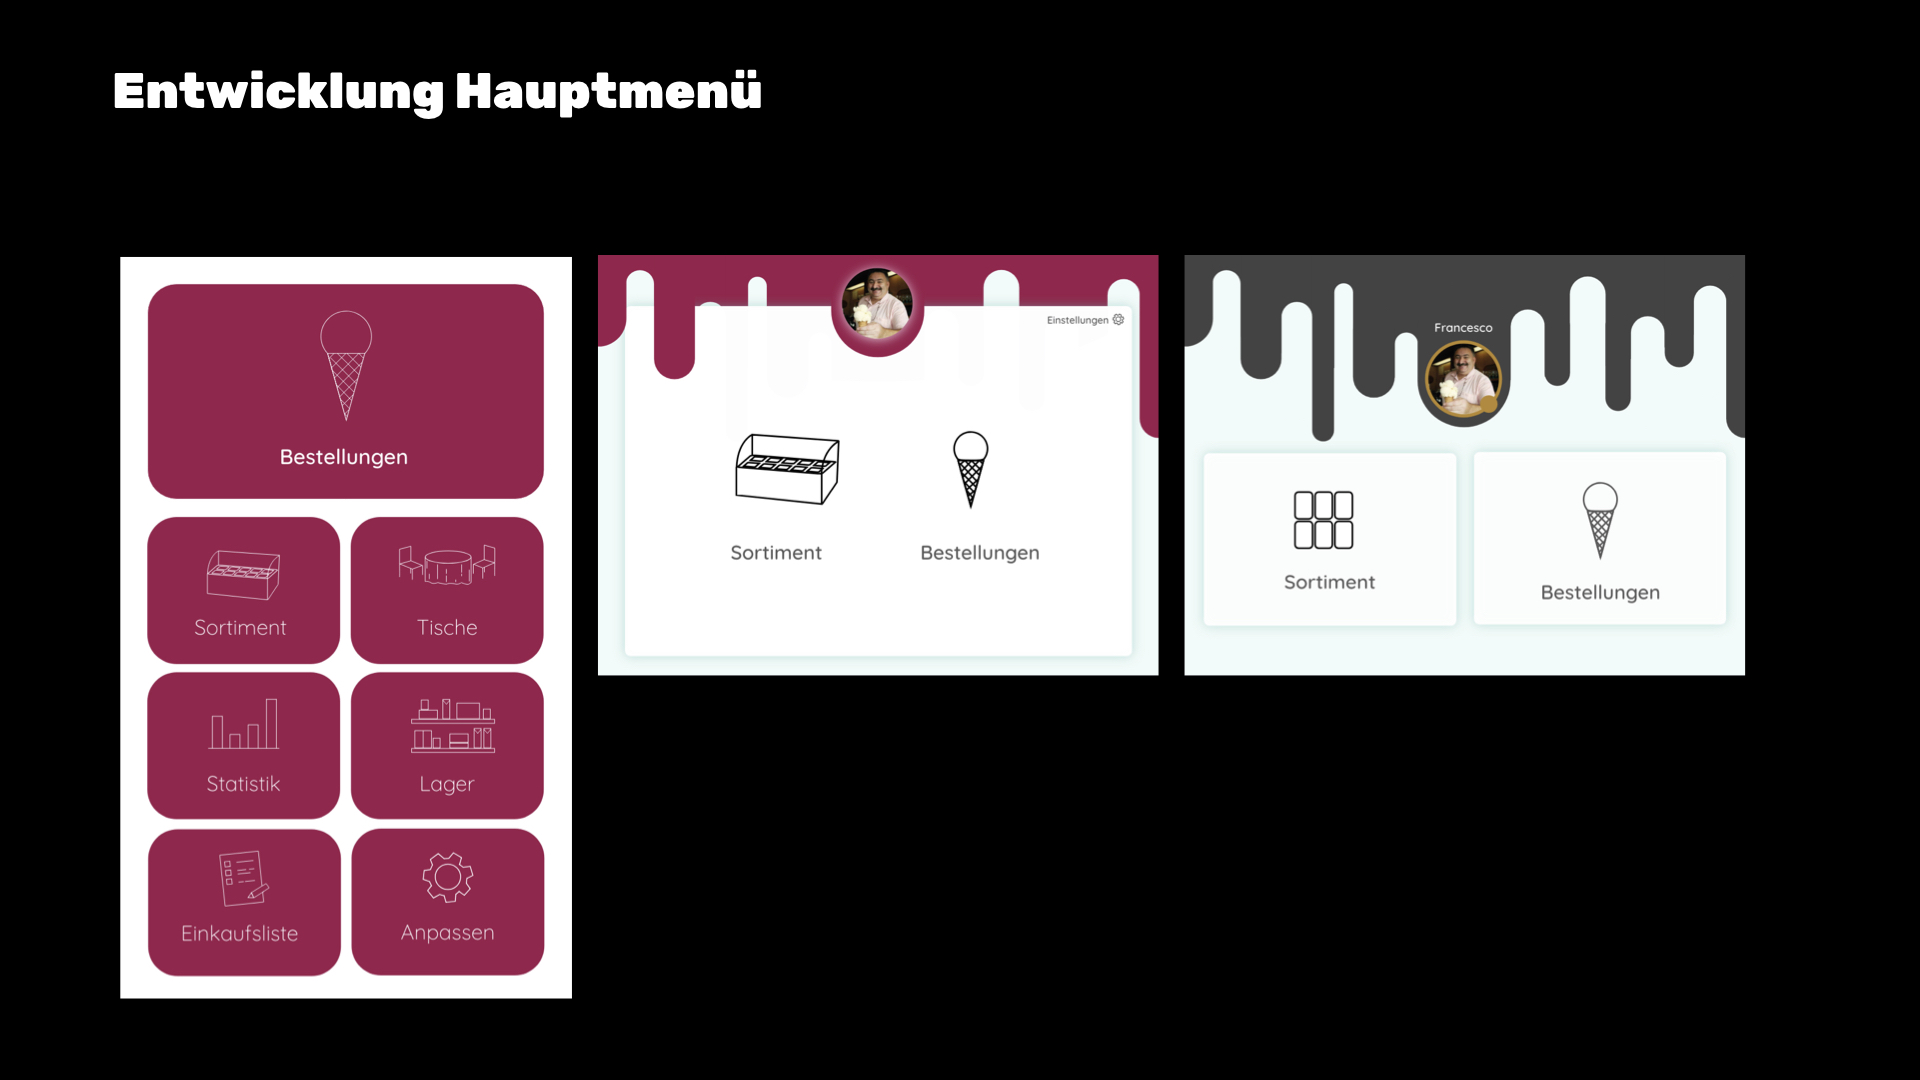 Entwicklung Hauptmenü
Bestellungen
Sortiment
Tische
Statistik
Lager
Einkaufsliste
Anpassen
Einstellungen
Sortiment
Bestellungen
Francesco
Sortiment
Bestellungen